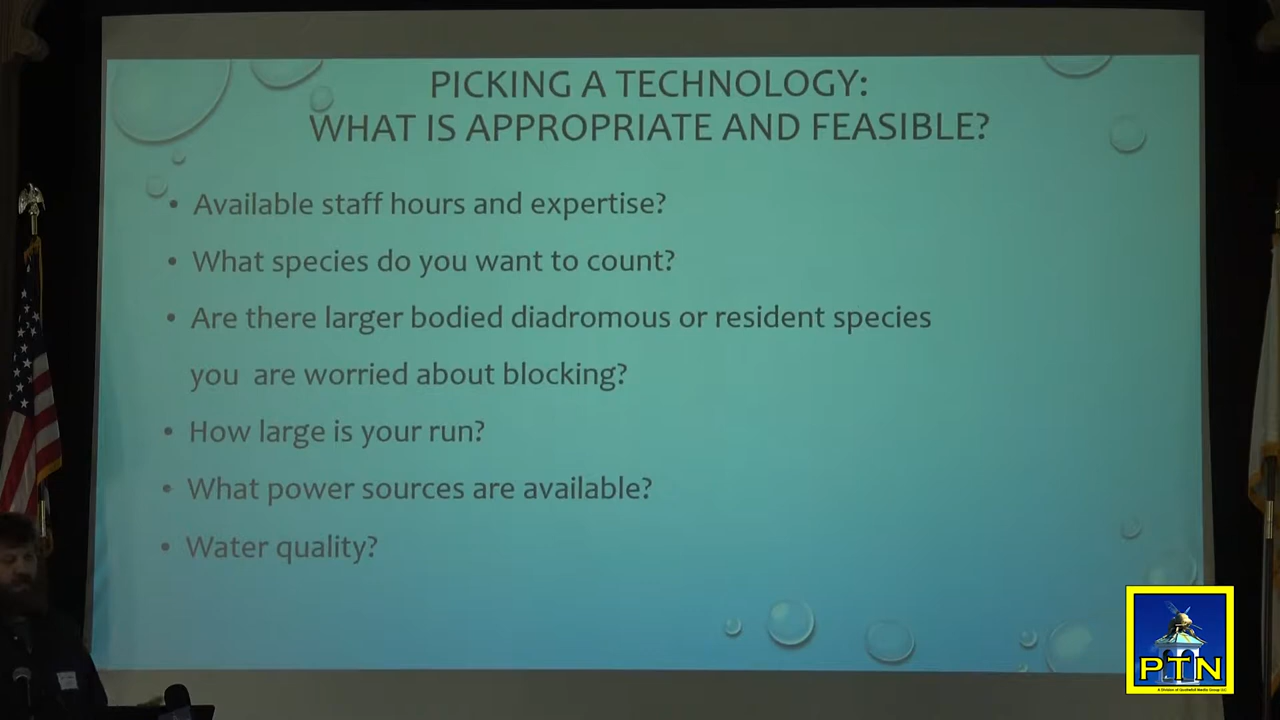 PICKING A TECHNOLOGY:
WHAT IS APPROPRIATE AND FEASIBLE?
• Available staff hours and expertise?
• What species do you want to count?
• Are there larger bodied diadromous or resident species
you are worried about blocking?
• How large is your run?
• What power sources are available?
• Water quality?
PTN